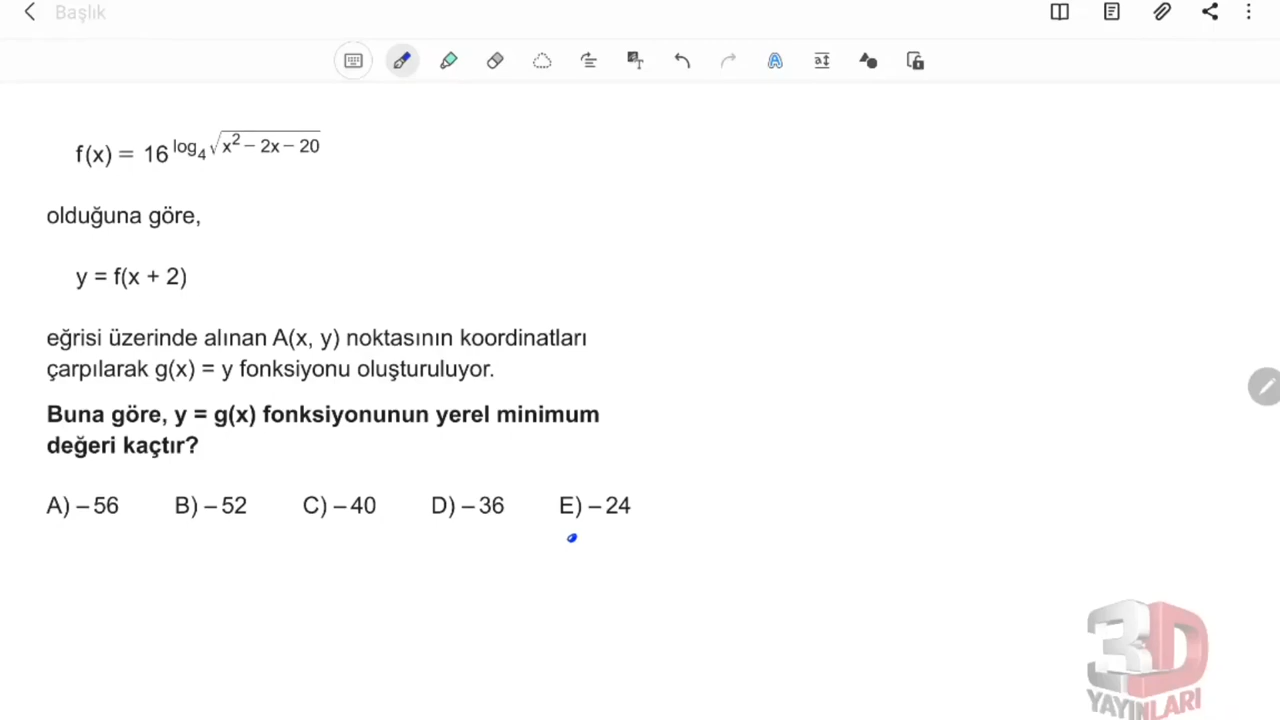 Başlık
f(x) = 16^{log_4 √(x^2 – 2x – 20)}
olduğuna göre,
y = f(x + 2)
eğrisi üzerinde alınan A(x, y) noktasının koordinatları
çarpılarak g(x) = y fonksiyonu oluşturuluyor.
Buna göre, y = g(x) fonksiyonunun yerel minimum
değeri kaçtır?
A) – 56 B) – 52 C) – 40 D) – 36 E) – 24
3D
YAYINLARI